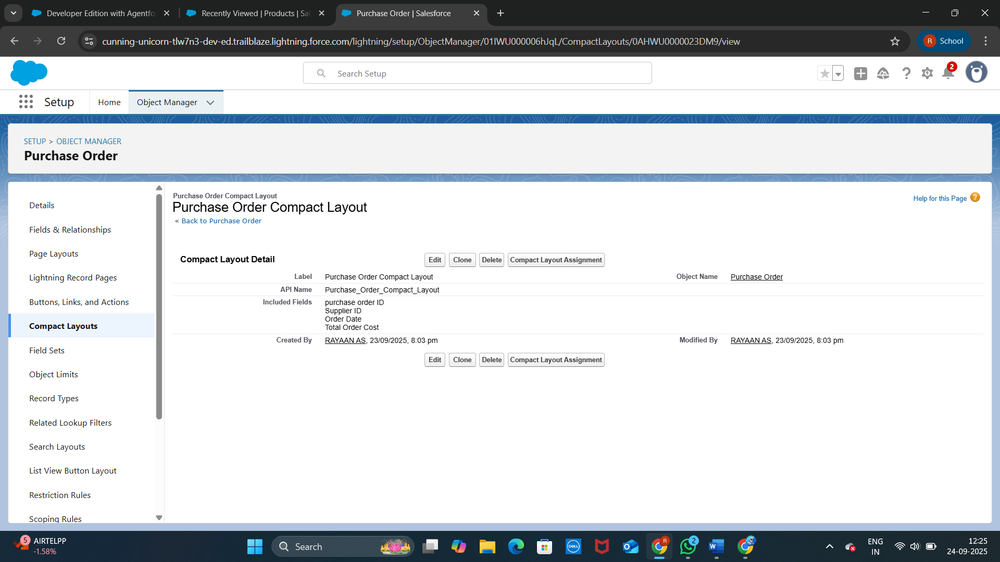 Developer Edition with Agentfo
Recently Viewed | Products | Sa
Purchase Order | Salesforce
cunning-unicorn-tlw7n3-dev-ed.trailblaze.lightning.force.com/lightning/setup/ObjectManager/01IWU000006hJqL/CompactLayouts/0AHWU0000023DM9/view
R School
Search Setup
2
Setup
Home
Object Manager
SETUP > OBJECT MANAGER
Purchase Order
Details
Fields & Relationships
Page Layouts
Lightning Record Pages
Buttons, Links, and Actions
Compact Layouts
Field Sets
Object Limits
Record Types
Related Lookup Filters
Search Layouts
List View Button Layout
Restriction Rules
Scoping Rules
Purchase Order Compact Layout
Purchase Order Compact Layout
« Back to Purchase Order
Help for this Page ?
Compact Layout Detail
Edit Clone Delete Compact Layout Assignment
Label Purchase Order Compact Layout Object Name Purchase Order
API Name Purchase_Order_Compact_Layout
Included Fields purchase order ID
Supplier ID
Order Date
Total Order Cost
Created By RAYAAN AS, 23/09/2025, 8:03 pm Modified By RAYAAN AS, 23/09/2025, 8:03 pm
Edit Clone Delete Compact Layout Assignment
5
AIRTELPP
-1.58%
Search
DELL
R
2
W
ENG
IN
12:25
24-09-2025